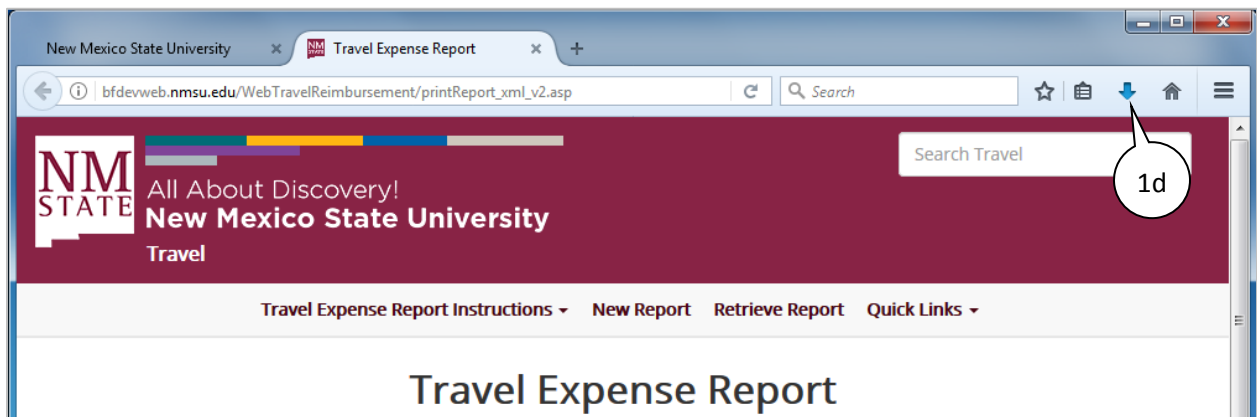 New Mexico State University
NM STATE Travel Expense Report
bfdevweb.nmsu.edu/WebTravelReimbursement/printReport_xml_v2.asp
Search
1d
NM
STATE
All About Discovery!
New Mexico State University
Travel
Search Travel
Travel Expense Report Instructions New Report Retrieve Report Quick Links
Travel Expense Report